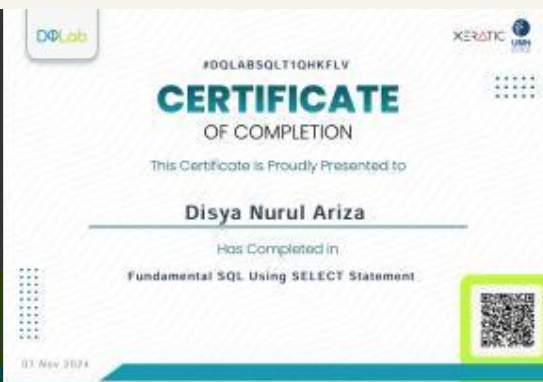 DQLab
XERATIC
UMN
#DQLABSQLT1QHKFLV
CERTIFICATE
OF COMPLETION
This Certificate is Proudly Presented to
Disya Nurul Ariza
Has Completed in
Fundamental SQL Using SELECT Statement
07 Nov 2024